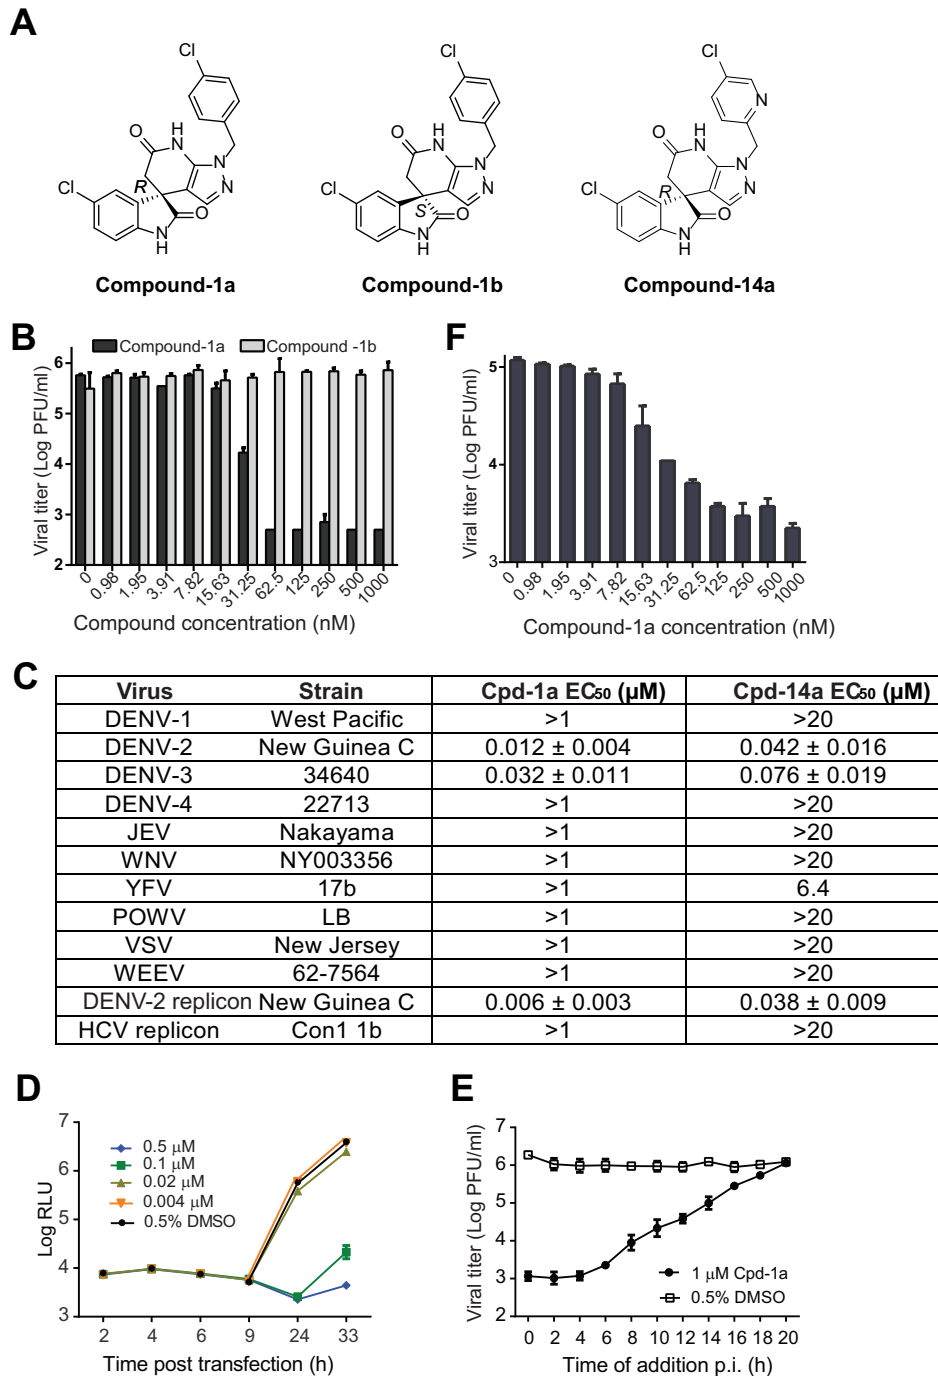 A
Cl
Cl
Cl
H
N
O
N
N
Cl
R
O
N
H
H
N
O
N
N
Cl
S
O
N
H
N
H
N
O
N
N
Cl
R
O
N
H
Compound-1a
Compound-1b
Compound-14a
B
Compound-1a
Compound -1b
Viral titer (Log PFU/ml)
6
5
4
3
2
0
0.98
1.95
3.91
7.82
15.63
31.25
62.5
125
250
500
1000
Compound concentration (nM)
F
Viral titer (Log PFU/ml)
5
4
3
0
0.98
1.95
3.91
7.82
15.63
31.25
62.5
125
250
500
1000
Compound-1a concentration (nM)
C
Virus Strain Cpd-1a EC50 (µM) Cpd-14a EC50 (µM)
DENV-1 West Pacific >1 >20
DENV-2 New Guinea C 0.012 ± 0.004 0.042 ± 0.016
DENV-3 34640 0.032 ± 0.011 0.076 ± 0.019
DENV-4 22713 >1 >20
JEV Nakayama >1 >20
WNV NY003356 >1 >20
YFV 17b >1 6.4
POWV LB >1 >20
VSV New Jersey >1 >20
WEEV 62-7564 >1 >20
DENV-2 replicon New Guinea C 0.006 ± 0.003 0.038 ± 0.009
HCV replicon Con1 1b >1 >20
D
Log RLU
7
6
5
4
3
0.5 µM
0.1 µM
0.02 µM
0.004 µM
0.5% DMSO
2 4 6 9 24 33
Time post transfection (h)
E
Viral titer (Log PFU/ml)
7
6
5
4
3
2
1 µM Cpd-1a
0.5% DMSO
0 2 4 6 8 10 12 14 16 18 20
Time of addition p.i. (h)